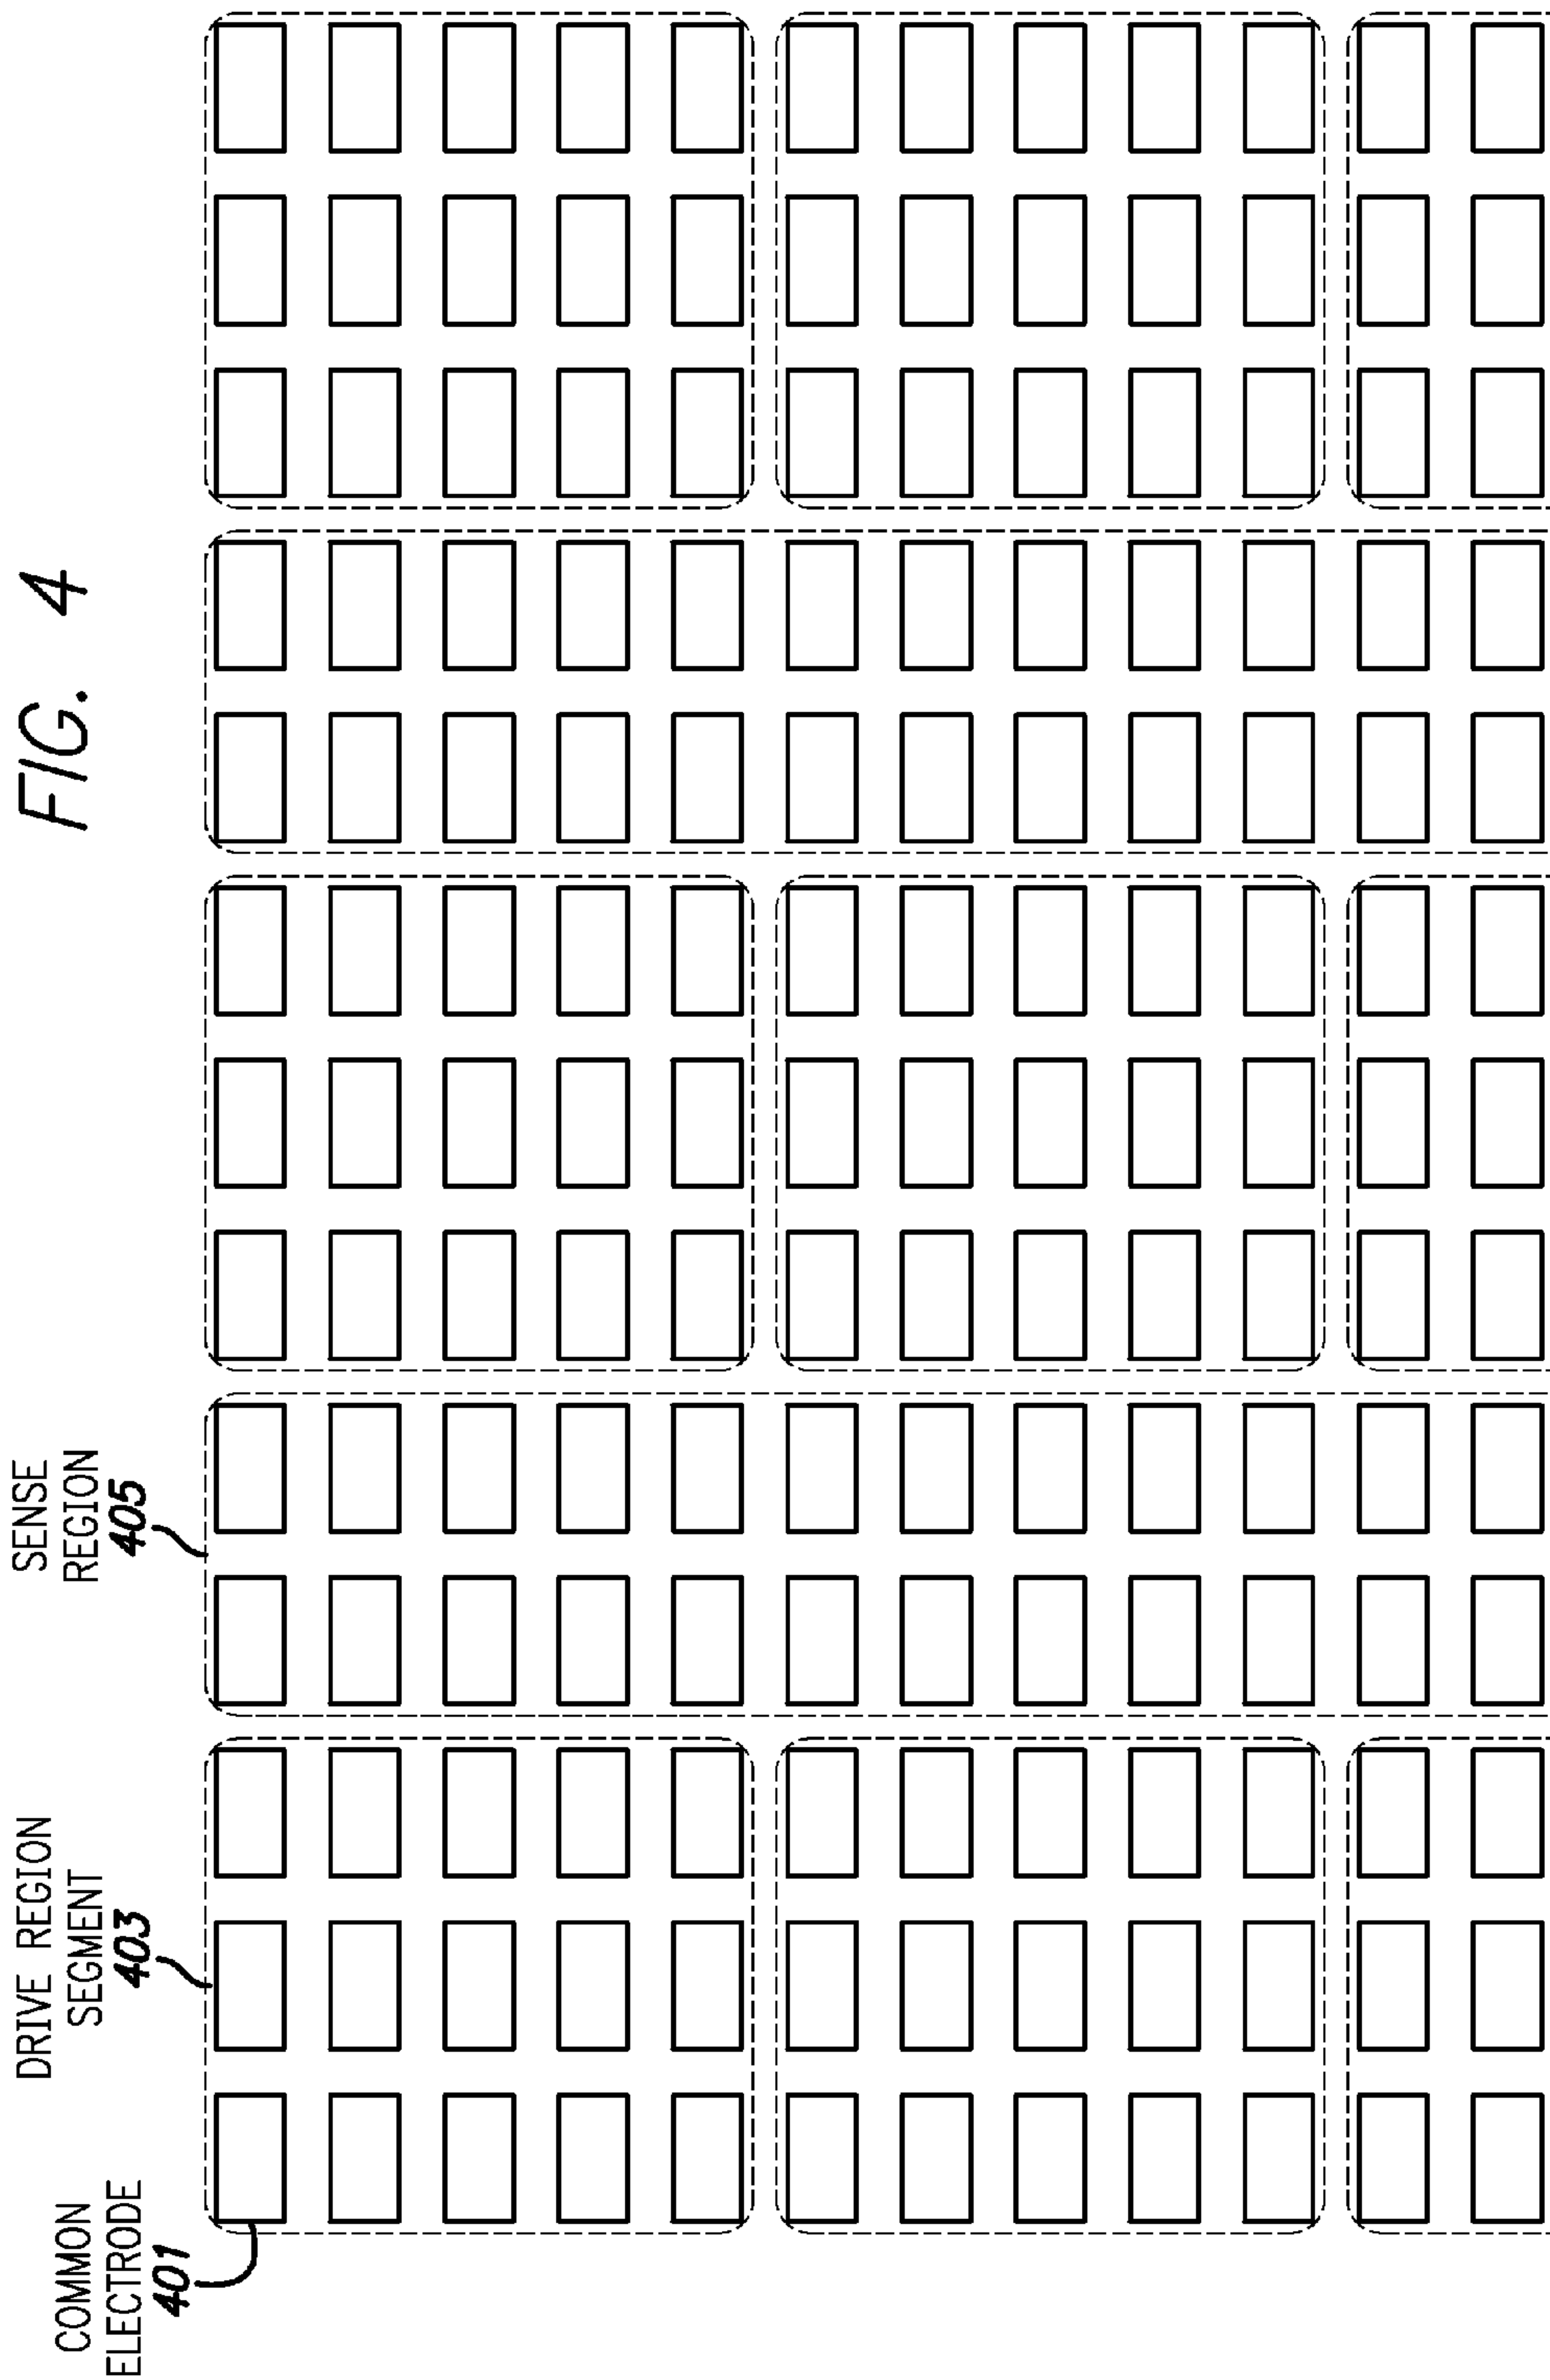 COMMON
ELECTRODE
401
DRIVE REGION
SEGMENT
403
SENSE
REGION
405
FIG. 4